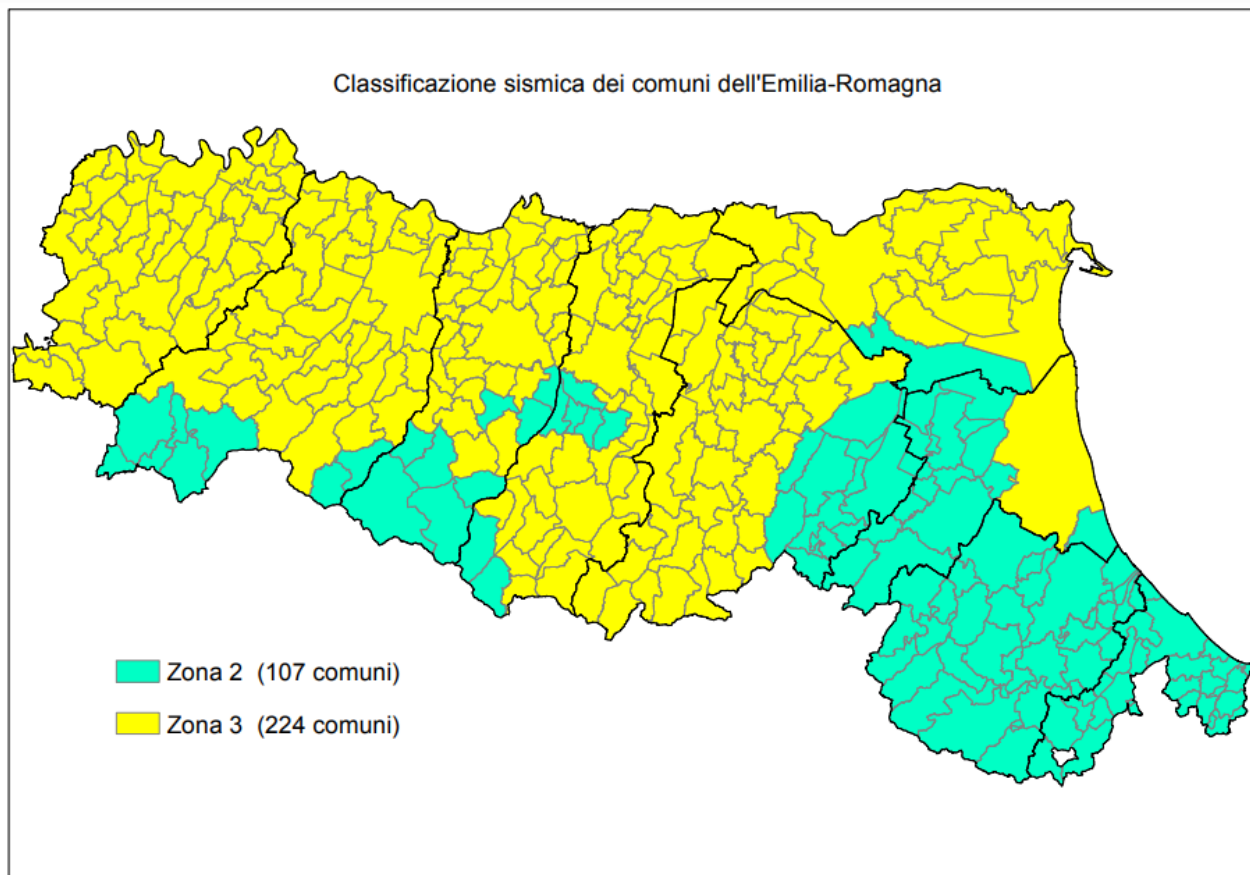 Classificazione sismica dei comuni dell'Emilia-Romagna
Zona 2 (107 comuni)
Zona 3 (224 comuni)